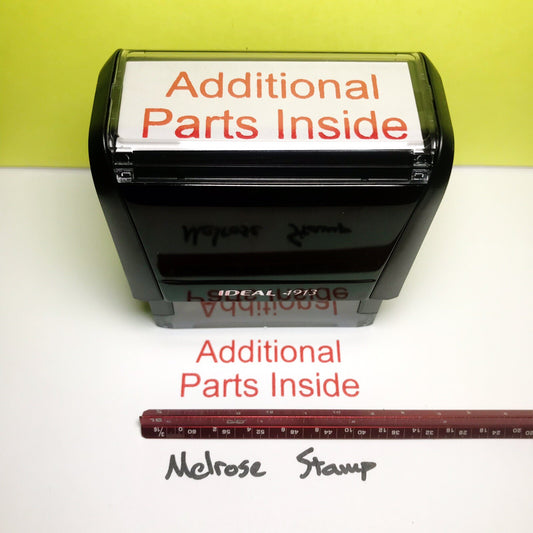 Additional
Parts Inside
IDEAL 4913
Additional
Parts Inside
Melrose Stamp